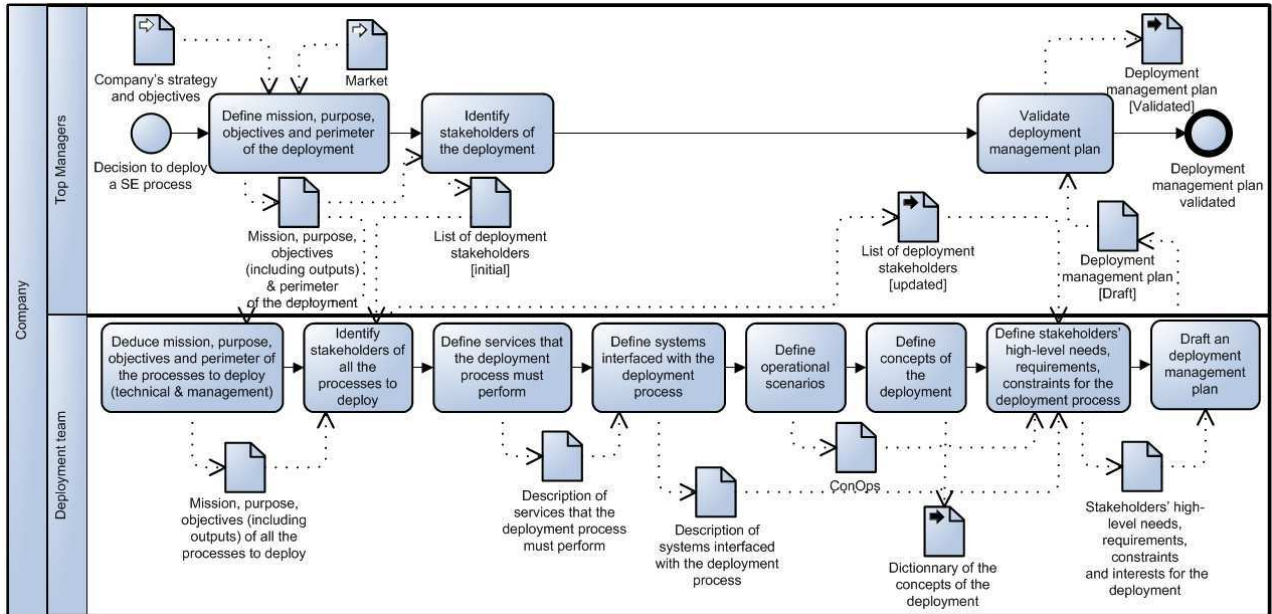 Company
Top Managers
Company's strategy
and objectives
Market
Define mission, purpose,
objectives and perimeter
of the deployment
Identify
stakeholders of
the deployment
Validate
deployment
management plan
Deployment
management plan
[Validated]
Decision to deploy
a SE process
Deployment
management plan
validated
Mission, purpose,
objectives
(including outputs)
& perimeter
of the deployment
List of deployment
stakeholders
[initial]
List of deployment
stakeholders
[updated]
Deployment
management plan
[Draft]
Deployment team
Deduce mission, purpose,
objectives and perimeter of
the processes to deploy
(technical & management)
Identify
stakeholders of
all the
processes to
deploy
Define services that
the deployment
process must
perform
Define systems
interfaced with the
deployment
process
Define
operational
scenarios
Define
concepts of the
deployment
Define stakeholders'
high-level needs,
requirements,
constraints for the
deployment process
Draft an
deployment
management
plan
Mission, purpose,
objectives (including
outputs) of all the
processes to deploy
Description of
services that the
deployment process
must perform
Description of
systems interfaced
with the deployment
process
ConOps
Dictionnary of the
concepts of the
deployment
Stakeholders' high-
level needs,
requirements,
constraints
and interests for the
deployment